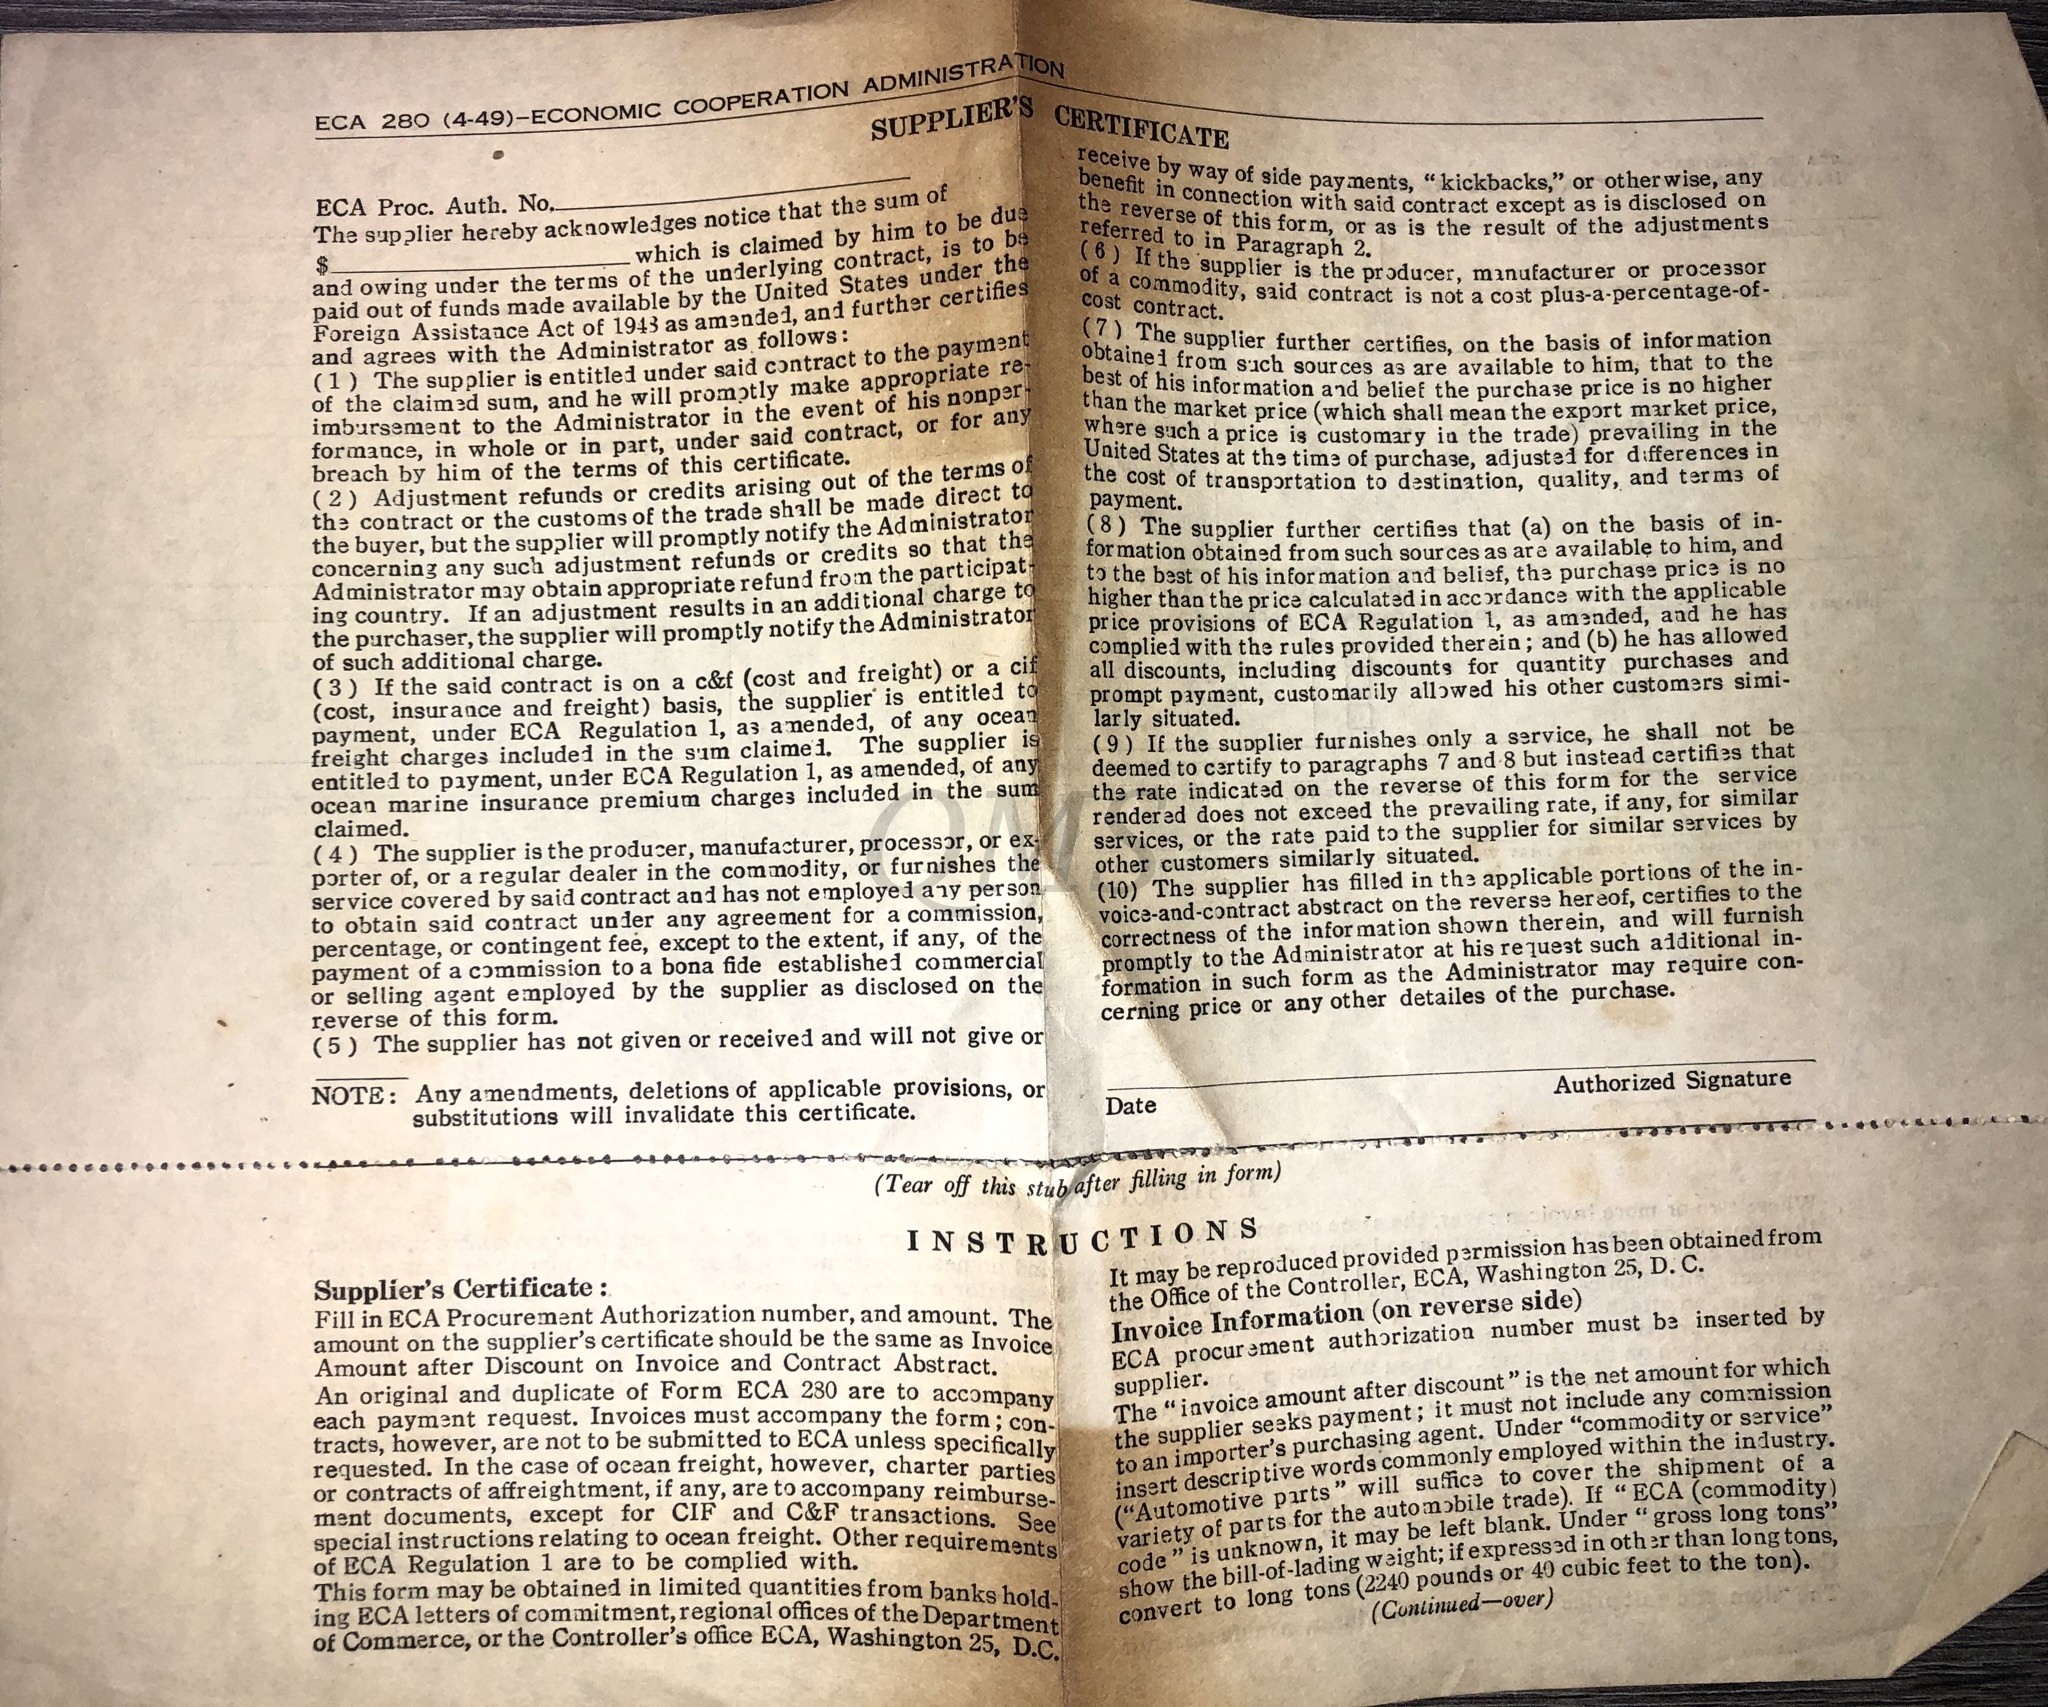 ECA 280 (4-49)—ECONOMIC COOPERATION ADMINISTRATION
SUPPLIER'S CERTIFICATE
ECA Proc. Auth. No.
The supplier hereby acknowledges notice that the sum of
$ which is claimed by him to be due
and owing under the terms of the underlying contract, is to be
paid out of funds made available by the United States under the
Foreign Assistance Act of 1948 as amended, and further certifies
and agrees with the Administrator as follows:
(1) The supplier is entitled under said contract to the payment
of the claimed sum, and he will promptly make appropriate re-
imbursement to the Administrator in the event of his nonper-
formance, in whole or in part, under said contract, or for any
breach by him of the terms of this certificate.
(2) Adjustment refunds or credits arising out of the terms of
the contract or the customs of the trade shall be made direct to
the buyer, but the supplier will promptly notify the Administrator
concerning any such adjustment refunds or credits so that the
Administrator may obtain appropriate refund from the participat-
ing country. If an adjustment results in an additional charge to
the purchaser, the supplier will promptly notify the Administrator
of such additional charge.
(3) If the said contract is on a c&f (cost and freight) or a cif
(cost, insurance and freight) basis, the supplier is entitled to
payment, under ECA Regulation 1, as amended, of any ocean
freight charges included in the sum claimed. The supplier is
entitled to payment, under ECA Regulation 1, as amended, of any
ocean marine insurance premium charges included in the sum
claimed.
(4) The supplier is the producer, manufacturer, processor, or ex-
porter of, or a regular dealer in the commodity, or furnishes the
service covered by said contract and has not employed any person
to obtain said contract under any agreement for a commission,
percentage, or contingent fee, except to the extent, if any, of the
payment of a commission to a bona fide established commercial
or selling agent employed by the supplier as disclosed on the
reverse of this form.
(5) The supplier has not given or received and will not give or
NOTE: Any amendments, deletions of applicable provisions, or
substitutions will invalidate this certificate.
receive by way of side payments, "kickbacks," or otherwise, any
benefit in connection with said contract except as is disclosed on
the reverse of this form, or as is the result of the adjustments
referred to in Paragraph 2.
(6) If the supplier is the producer, manufacturer or processor
of a commodity, said contract is not a cost plus-a-percentage-of-
cost contract.
(7) The supplier further certifies, on the basis of information
obtained from such sources as are available to him, that to the
best of his information and belief the purchase price is no higher
than the market price (which shall mean the export market price,
where such a price is customary in the trade) prevailing in the
United States at the time of purchase, adjusted for differences in
the cost of transportation to destination, quality, and terms of
payment.
(8) The supplier further certifies that (a) on the basis of in-
formation obtained from such sources as are available to him, and
to the best of his information and belief, the purchase price is no
higher than the price calculated in accordance with the applicable
price provisions of ECA Regulation 1, as amended, and he has
complied with the rules provided therein; and (b) he has allowed
all discounts, including discounts for quantity purchases and
prompt payment, customarily allowed his other customers simi-
larly situated.
(9) If the supplier furnishes only a service, he shall not be
deemed to certify to paragraphs 7 and 8 but instead certifies that
the rate indicated on the reverse of this form for the service
rendered does not exceed the prevailing rate, if any, for similar
services, or the rate paid to the supplier for similar services by
other customers similarly situated.
(10) The supplier has filled in the applicable portions of the in-
voice-and-contract abstract on the reverse hereof, certifies to the
correctness of the information shown therein, and will furnish
promptly to the Administrator at his request such additional in-
formation in such form as the Administrator may require con-
cerning price or any other detailes of the purchase.
Date Authorized Signature
(Tear off this stub after filling in form)
INSTRUCTIONS
Supplier's Certificate:
Fill in ECA Procurement Authorization number, and amount. The
amount on the supplier's certificate should be the same as Invoice
Amount after Discount on Invoice and Contract Abstract.
An original and duplicate of Form ECA 280 are to accompany
each payment request. Invoices must accompany the form; con-
tracts, however, are not to be submitted to ECA unless specifically
requested. In the case of ocean freight, however, charter parties
or contracts of affreightment, if any, are to accompany reimburse-
ment documents, except for CIF and C&F transactions. See
special instructions relating to ocean freight. Other requirements
of ECA Regulation 1 are to be complied with.
This form may be obtained in limited quantities from banks hold-
ing ECA letters of commitment, regional offices of the Department
of Commerce, or the Controller's office ECA, Washington 25, D.C.
It may be reproduced provided permission has been obtained from
the Office of the Controller, ECA, Washington 25, D. C.
Invoice Information (on reverse side)
ECA procurement authorization number must be inserted by
supplier.
The "invoice amount after discount" is the net amount for which
the supplier seeks payment; it must not include any commission
to an importer's purchasing agent. Under "commodity or service"
insert descriptive words commonly employed within the industry.
("Automotive parts" will suffice to cover the shipment of a
variety of parts for the automobile trade). If "ECA (commodity)
code" is unknown, it may be left blank. Under "gross long tons"
show the bill-of-lading weight; if expressed in other than long tons,
convert to long tons (2240 pounds or 40 cubic feet to the ton).
(Continued—over)